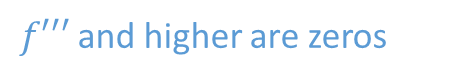 f′′′ and higher are zeros